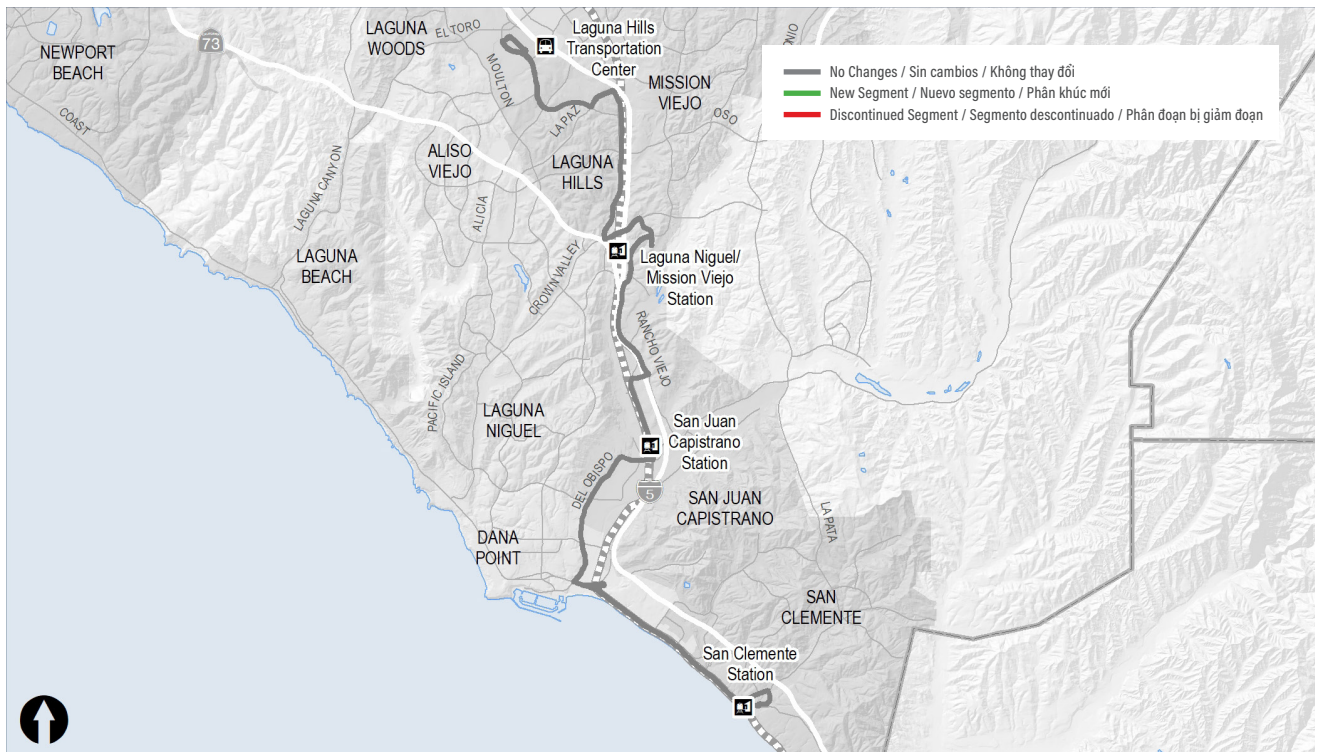 LAGUNA
WOODS
EL TORO
Laguna Hills
Transportation
Center
73
NEWPORT
BEACH
MOULTON
MISSION
VIEJO
No Changes / Sin cambios / Không thay đổi
New Segment / Nuevo segmento / Phân khúc mới
Discontinued Segment / Segmento descontinuado / Phân đoạn bị giảm đoạn
COAST
LA PAZ
OSO
LAGUNA CANYON
ALISO
VIEJO
LAGUNA
HILLS
ALICIA
LAGUNA
BEACH
CROWN VALLEY
Laguna Niguel/
Mission Viejo
Station
RANCHO VIEJO
PACIFIC ISLAND
LAGUNA
NIGUEL
San Juan
Capistrano
Station
DEL OBISPO
5
SAN JUAN
CAPISTRANO
LA PATA
DANA
POINT
SAN
CLEMENTE
San Clemente
Station